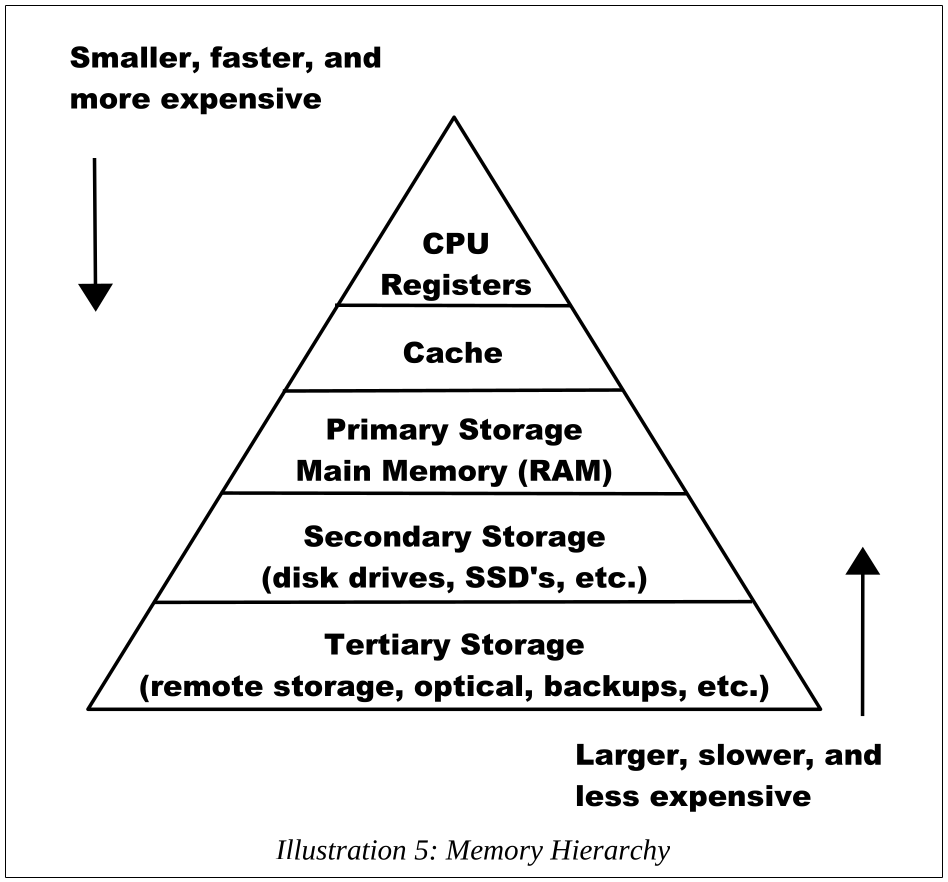 Smaller, faster, and
more expensive
CPU
Registers
Cache
Primary Storage
Main Memory (RAM)
Secondary Storage
(disk drives, SSD's, etc.)
Tertiary Storage
(remote storage, optical, backups, etc.)
Larger, slower, and
less expensive
Illustration 5: Memory Hierarchy